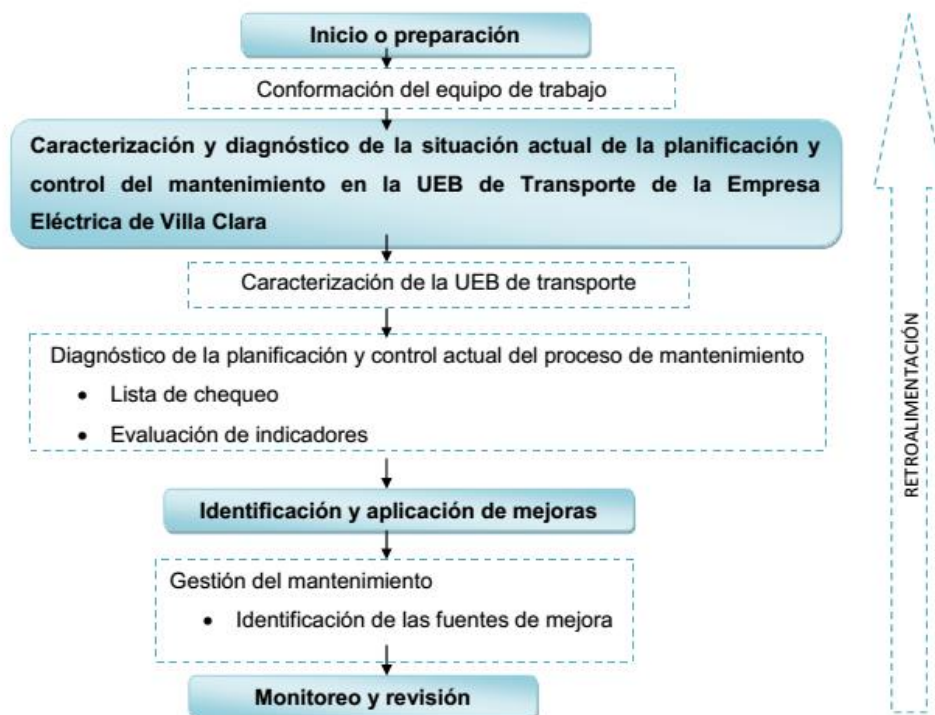 Inicio o preparación
Conformación del equipo de trabajo
Caracterización y diagnóstico de la situación actual de la planificación y
control del mantenimiento en la UEB de Transporte de la Empresa
Eléctrica de Villa Clara
Caracterización de la UEB de transporte
Diagnóstico de la planificación y control actual del proceso de mantenimiento
• Lista de chequeo
• Evaluación de indicadores
Identificación y aplicación de mejoras
Gestión del mantenimiento
• Identificación de las fuentes de mejora
Monitoreo y revisión
RETROALIMENTACIÓN